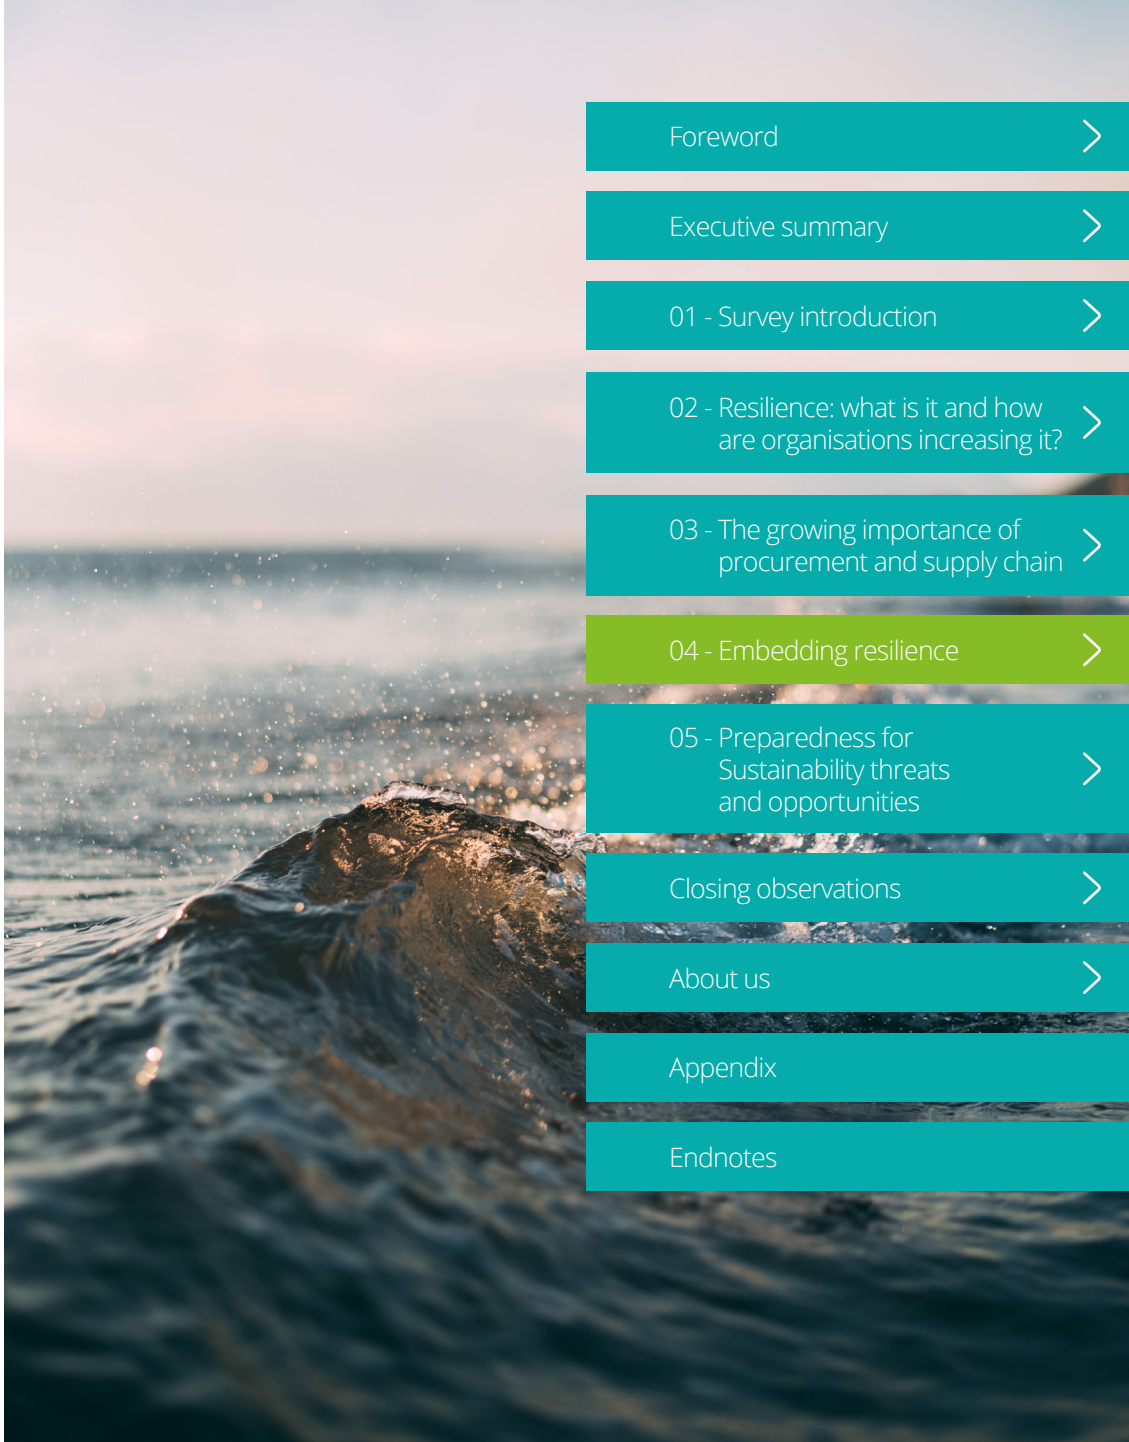 Foreword
Executive summary
01 - Survey introduction
02 - Resilience: what is it and how
are organisations increasing it?
03 - The growing importance of
procurement and supply chain
04 - Embedding resilience
05 - Preparedness for
Sustainability threats
and opportunities
Closing observations
About us
Appendix
Endnotes